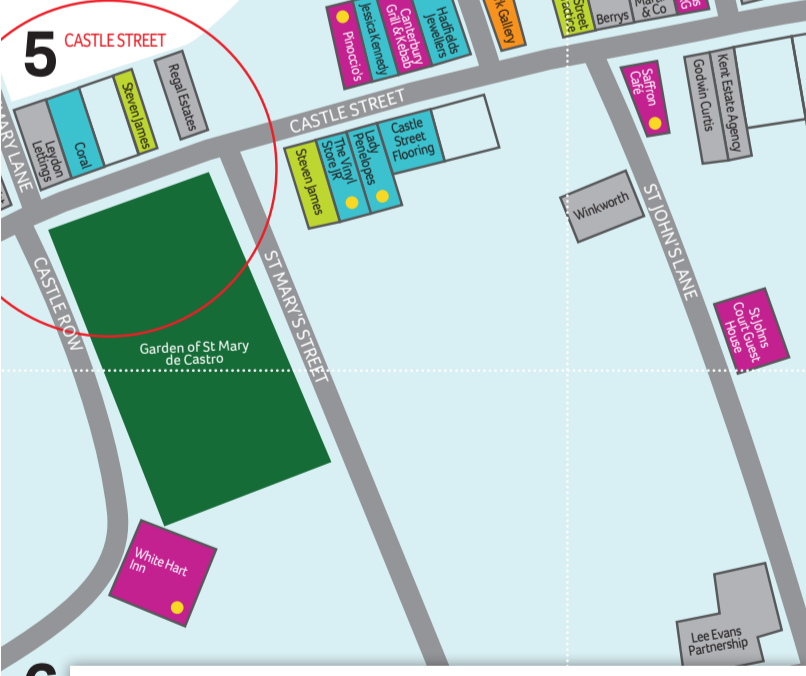 5 CASTLE STREET
Pinoccio's
Jessica Kennedy
Canterbury
Grill & Kebab
Hadfields
Jewellers
k Gallery
Street
Berrys
& Co
Saffron
Café
Godwin Curtis
Kent Estate Agency
MARY LANE
Leydon
Lettings
Coral
Steven James
Regal Estates
CASTLE STREET
Steven James
The Vinyl
Store JR
Lady
Penelopes
Castle
Street
Flooring
Winkworth
ST JOHN'S LANE
CASTLE ROW
ST MARY'S STREET
Garden of St Mary
de Castro
St Johns
Court Guest
House
White Hart
Inn
Lee Evans
Partnership